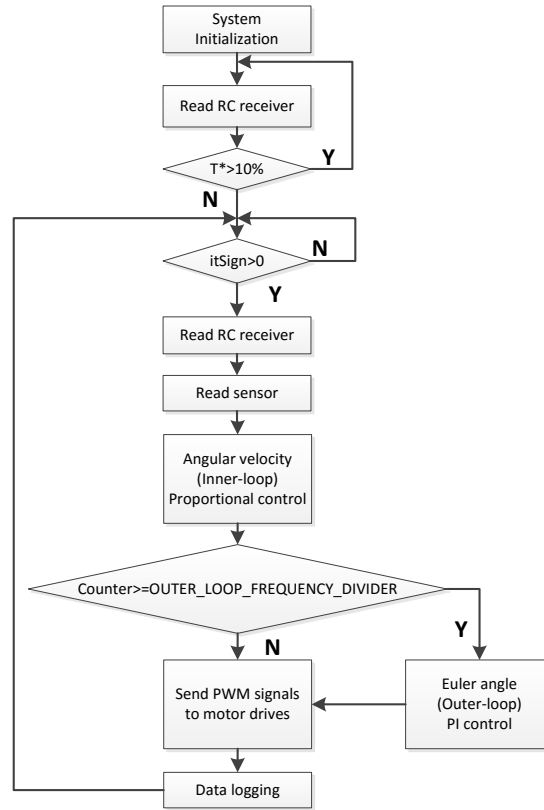 System
Initialization
Read RC receiver
T*>10%
Y
N
itSign>0
N
Y
Read RC receiver
Read sensor
Angular velocity
(Inner-loop)
Proportional control
Counter>=OUTER_LOOP_FREQUENCY_DIVIDER
Y
N
Send PWM signals
to motor drives
Euler angle
(Outer-loop)
PI control
Data logging